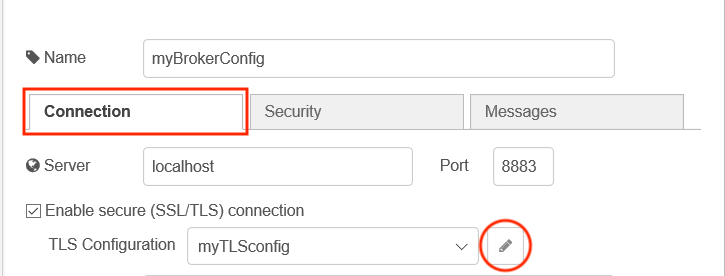 Name myBrokerConfig
Connection Security Messages
Server localhost Port 8883
Enable secure (SSL/TLS) connection
TLS Configuration myTLSconfig